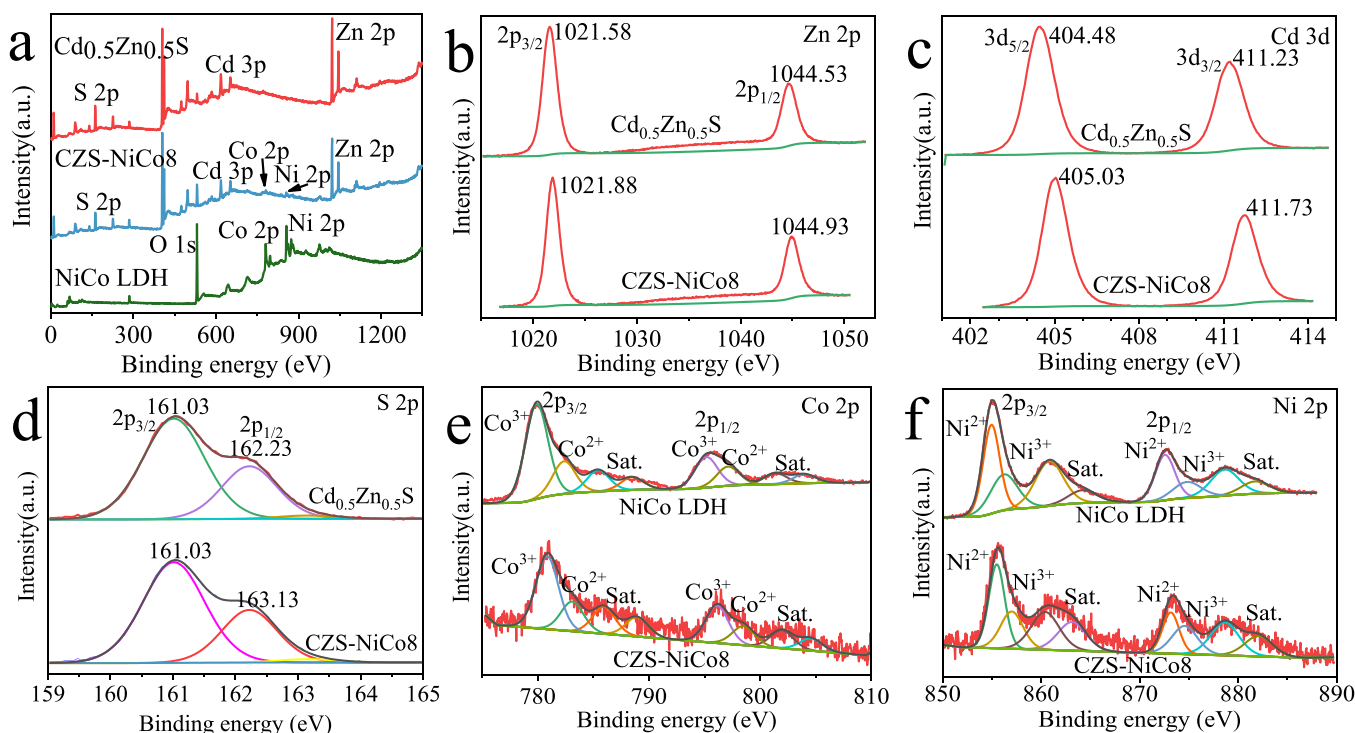 a
Cd0.5Zn0.5S
S 2p
Cd 3p
Zn 2p
CZS-NiCo8
S 2p
Cd 3p
Co 2p
Ni 2p
Zn 2p
O 1s
Co 2p
Ni 2p
NiCo LDH
Intensity(a.u.)
0 300 600 900 1200
Binding energy (eV)
b
Zn 2p
2p3/2
1021.58
1044.53
2p1/2
Cd0.5Zn0.5S
1021.88
1044.93
CZS-NiCo8
Intensity(a.u.)
1020 1030 1040 1050
Binding energy (eV)
c
Cd 3d
3d5/2
404.48
3d3/2
411.23
Cd0.5Zn0.5S
405.03
411.73
CZS-NiCo8
Intensity(a.u.)
402 405 408 411 414
Binding energy (eV)
d
S 2p
161.03
2p3/2
2p1/2
162.23
Cd0.5Zn0.5S
161.03
163.13
CZS-NiCo8
Intensity(a.u.)
159 160 161 162 163 164 165
Binding energy (eV)
e
Co 2p
Co3+
2p3/2
Co2+
Sat.
2p1/2
Co3+
Co2+
Sat.
NiCo LDH
Co3+
Co2+
Sat.
Co3+
Co2+
Sat.
CZS-NiCo8
Intensity(a.u.)
780 790 800 810
Binding energy (eV)
f
Ni 2p
Ni2+
2p3/2
Ni3+
Sat.
2p1/2
Ni2+
Ni3+
Sat.
NiCo LDH
Ni2+
Ni3+
Sat.
Ni2+
Ni3+
Sat.
CZS-NiCo8
Intensity(a.u.)
850 860 870 880 890
Binding energy (eV)